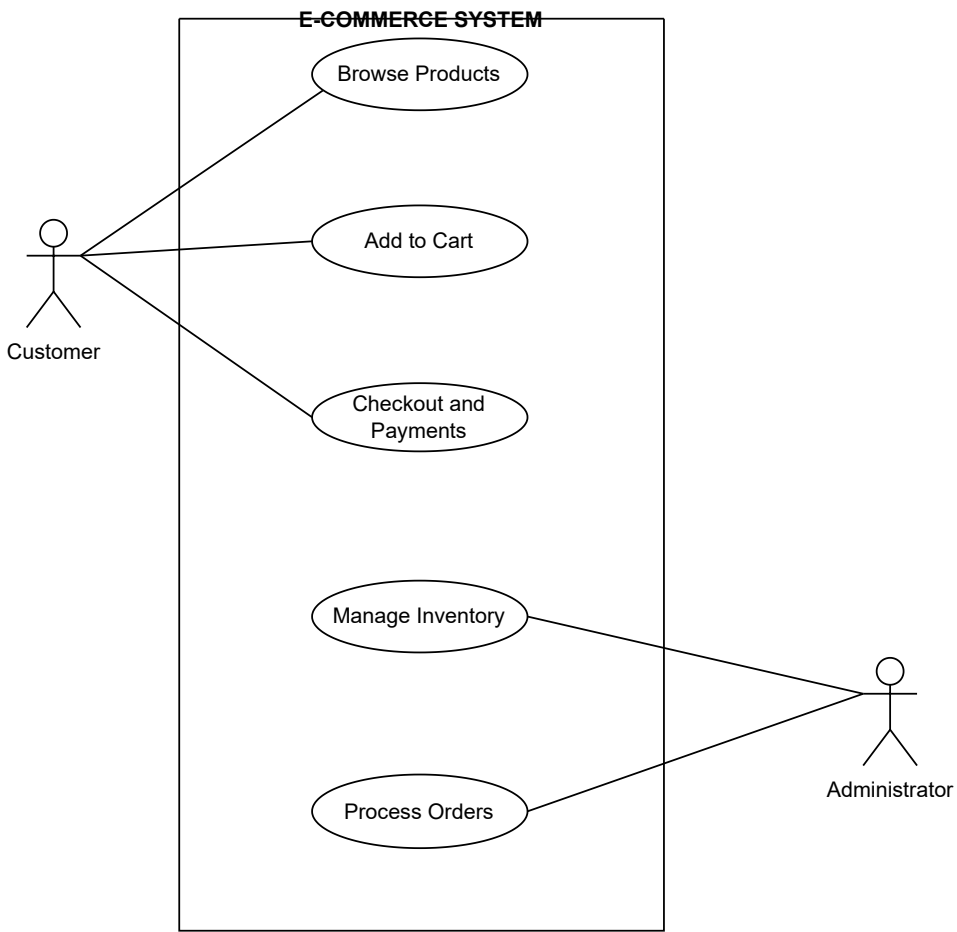 E-COMMERCE SYSTEM
Browse Products
Add to Cart
Customer
Checkout and
Payments
Manage Inventory
Administrator
Process Orders